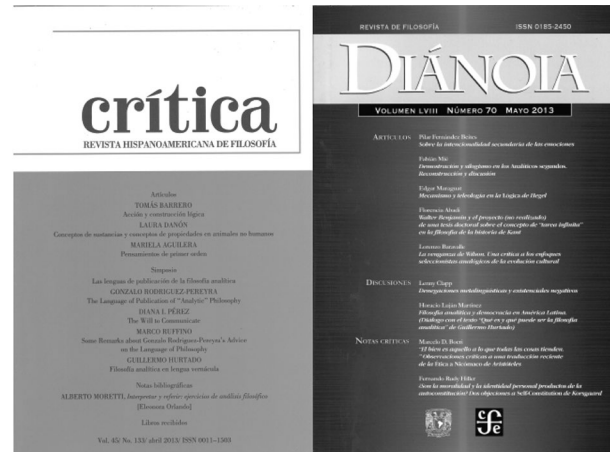 crítica
REVISTA HISPANOAMERICANA DE FILOSOFÍA
Artículos
TOMÁS BARRERO
Acción y construcción lógica
LAURA DANÓN
Conceptos de sustancias y conceptos de propiedades en animales no humanos
MARIELA AGUILERA
Pensamientos de primer orden
Simposio
Las lenguas de publicación de la filosofía analítica
GONZALO RODRIGUEZ-PEREYRA
The Language of Publication of "Analytic" Philosophy
DIANA I. PÉREZ
The Will to Communicate
MARCO RUFFINO
Some Remarks about Gonzalo Rodriguez-Pereyra's Advice
on the Language of Philosophy
GUILLERMO HURTADO
Filosofía analítica en lengua vernácula
Notas bibliográficas
ALBERTO MORETTI, Interpretar y referir: ejercicios de análisis filosófico
[Eleonora Orlando]
Libros recibidos
Vol. 45/ No. 133/ abril 2013/ ISSN 0011-1503
REVISTA DE FILOSOFÍA ISSN 0185-2450
DIÁNOIA
VOLUMEN LVIII NÚMERO 70 MAYO 2013
ARTÍCULOS Pilar Fernández Beites
Sobre la intencionalidad secundaria de las emociones
Fabián Mié
Demostración y silogismo en los Analíticos segundos.
Reconstrucción y discusión
Edgar Maraguat
Mecanismo y teleología en la Lógica de Hegel
Florencia Abadi
Walter Benjamin y el proyecto (no realizado)
de una tesis doctoral sobre el concepto de "tarea infinita"
en la filosofía de la historia de Kant
Lorenzo Baravalle
La venganza de Wilson. Una crítica a los enfoques
seleccionistas analógicos de la evolución cultural
DISCUSIONES Lenny Clapp
Denegaciones metalingüísticas y existenciales negativos
Horacio Luján Martínez
Filosofía analítica y democracia en América Latina.
(Diálogo con el texto "Qué es y qué puede ser la filosofía
analítica" de Guillermo Hurtado)
NOTAS CRÍTICAS Marcelo D. Boeri
"El bien es aquello a lo que todas las cosas tienden."
Observaciones críticas a una traducción reciente
de la Ética a Nicómaco de Aristóteles
Fernando Rudy Hiller
¿Son la moralidad y la identidad personal productos de la
autoconstitución? Dos objeciones a Self-Constitution de Korsgaard
cfe